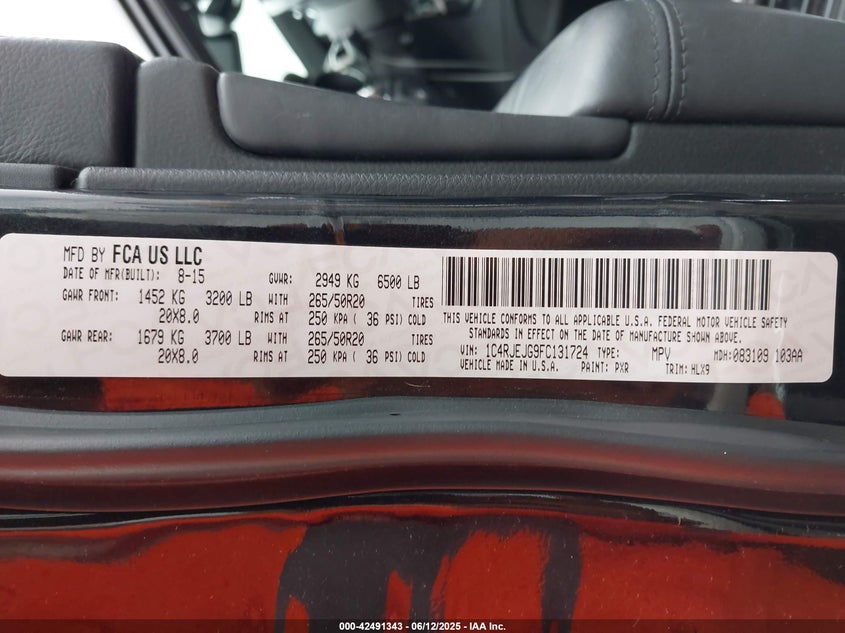 MFD BY FCA US LLC
DATE OF MFR(BUILT): 8-15 GVWR: 2949 KG 6500 LB
GAWR FRONT: 1452 KG 3200 LB WITH 265/50R20 TIRES
20X8.0 RIMS AT 250 KPA ( 36 PSI) COLD
GAWR REAR: 1679 KG 3700 LB WITH 265/50R20 TIRES
20X8.0 RIMS AT 250 KPA ( 36 PSI) COLD
THIS VEHICLE CONFORMS TO ALL APPLICABLE U.S.A. FEDERAL MOTOR VEHICLE SAFETY
STANDARDS IN EFFECT ON THE DATE OF MANUFACTURE SHOWN ABOVE.
VIN: 1C4RJEJG9FC131724 TYPE: MPV MDH: 083109 103AA
VEHICLE MADE IN U.S.A. PAINT: PXR TRIM: HLX9
000-42491343 - 06/12/2025 - IAA Inc.